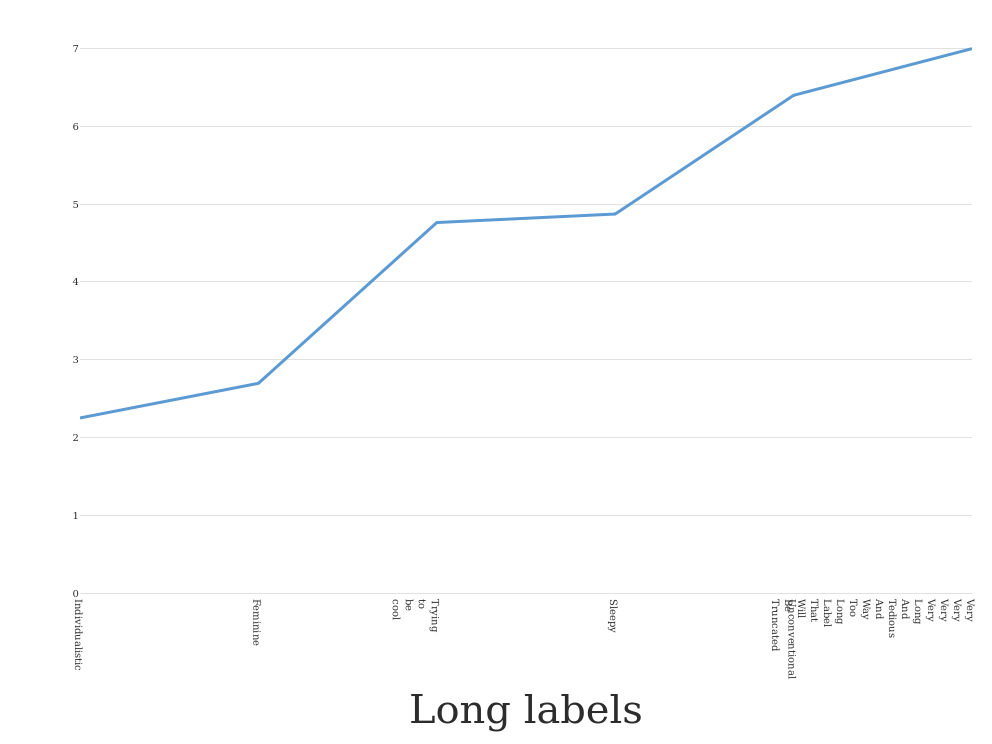 7
6
5
4
3
2
1
0
Individualistic
Feminine
Trying
to
be
cool
Sleepy
Unconventional
Very
Very
Very
Very
Long
And
Tedious
And
Way
Too
Long
Label
That
Will
Be
Truncated
Long labels